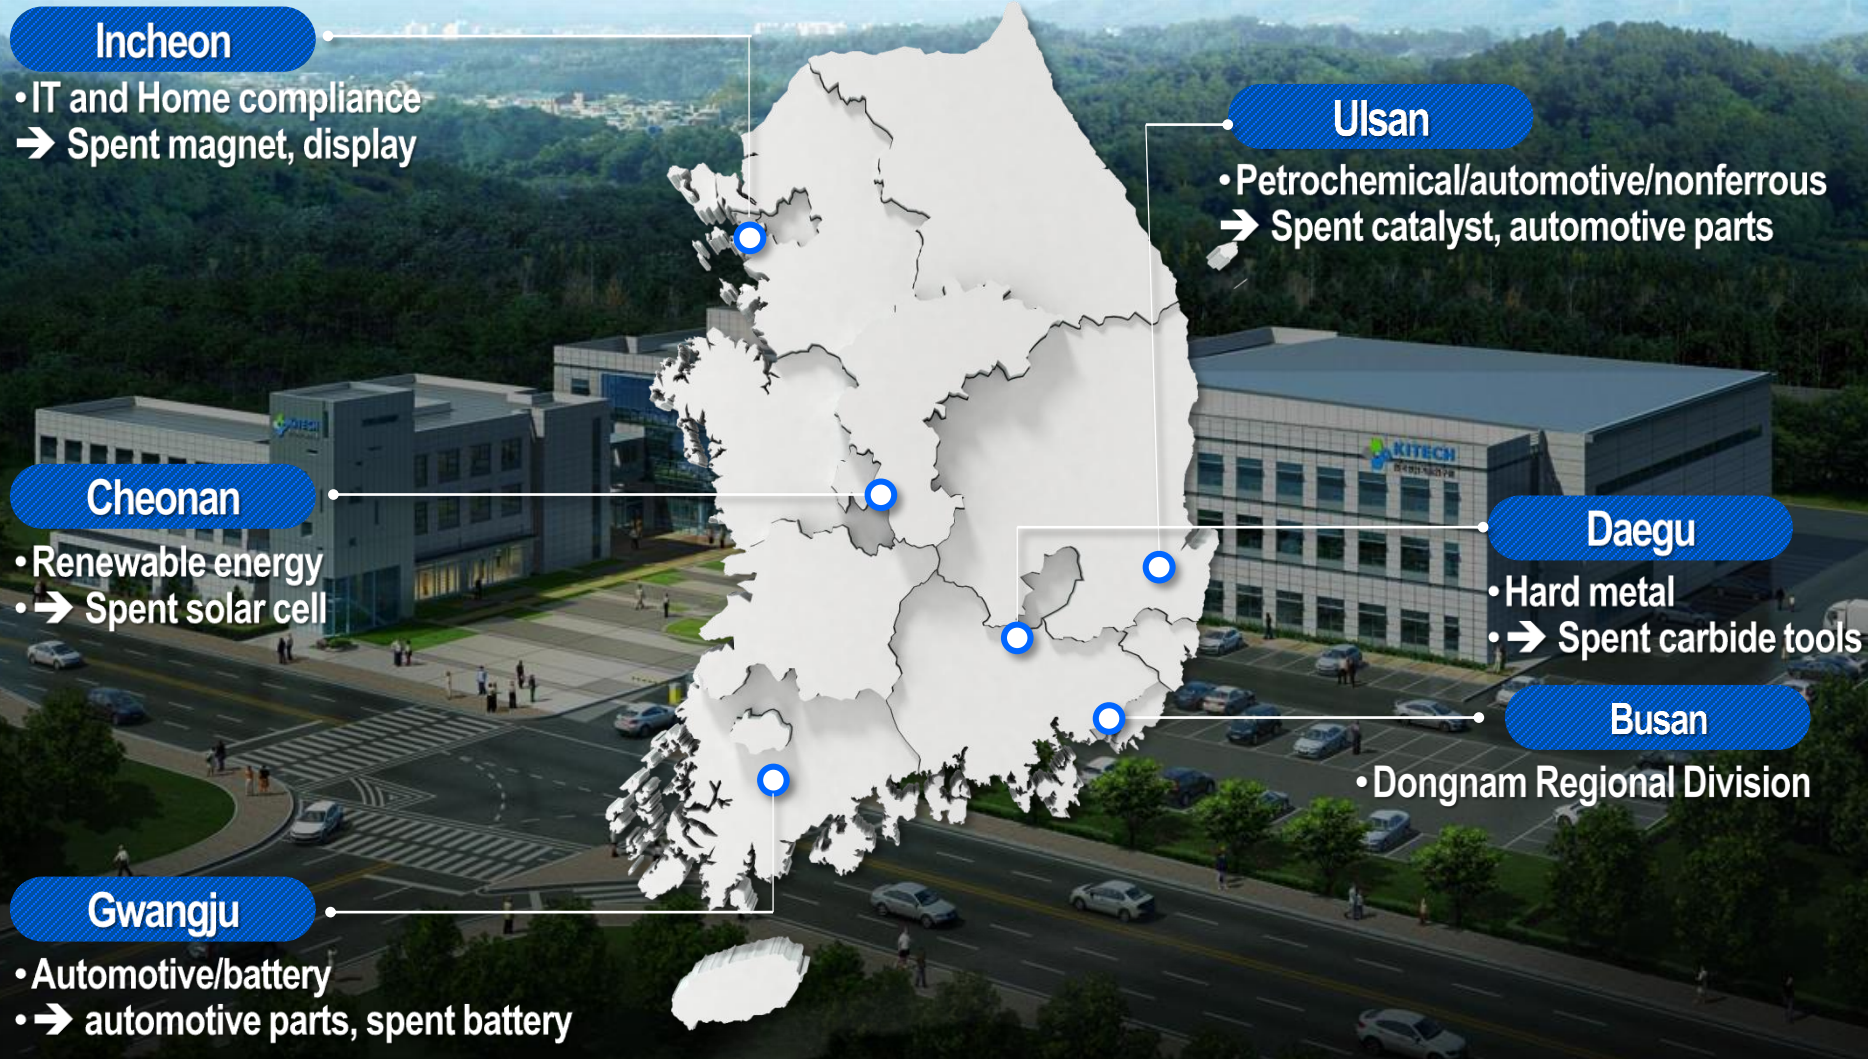 Incheon
•IT and Home compliance
➔ Spent magnet, display
Ulsan
•Petrochemical/automotive/nonferrous
➔ Spent catalyst, automotive parts
KITECH
KITECH
Cheonan
•Renewable energy
•➔ Spent solar cell
Daegu
•Hard metal
•➔ Spent carbide tools
Busan
•Dongnam Regional Division
Gwangju
•Automotive/battery
•➔ automotive parts, spent battery